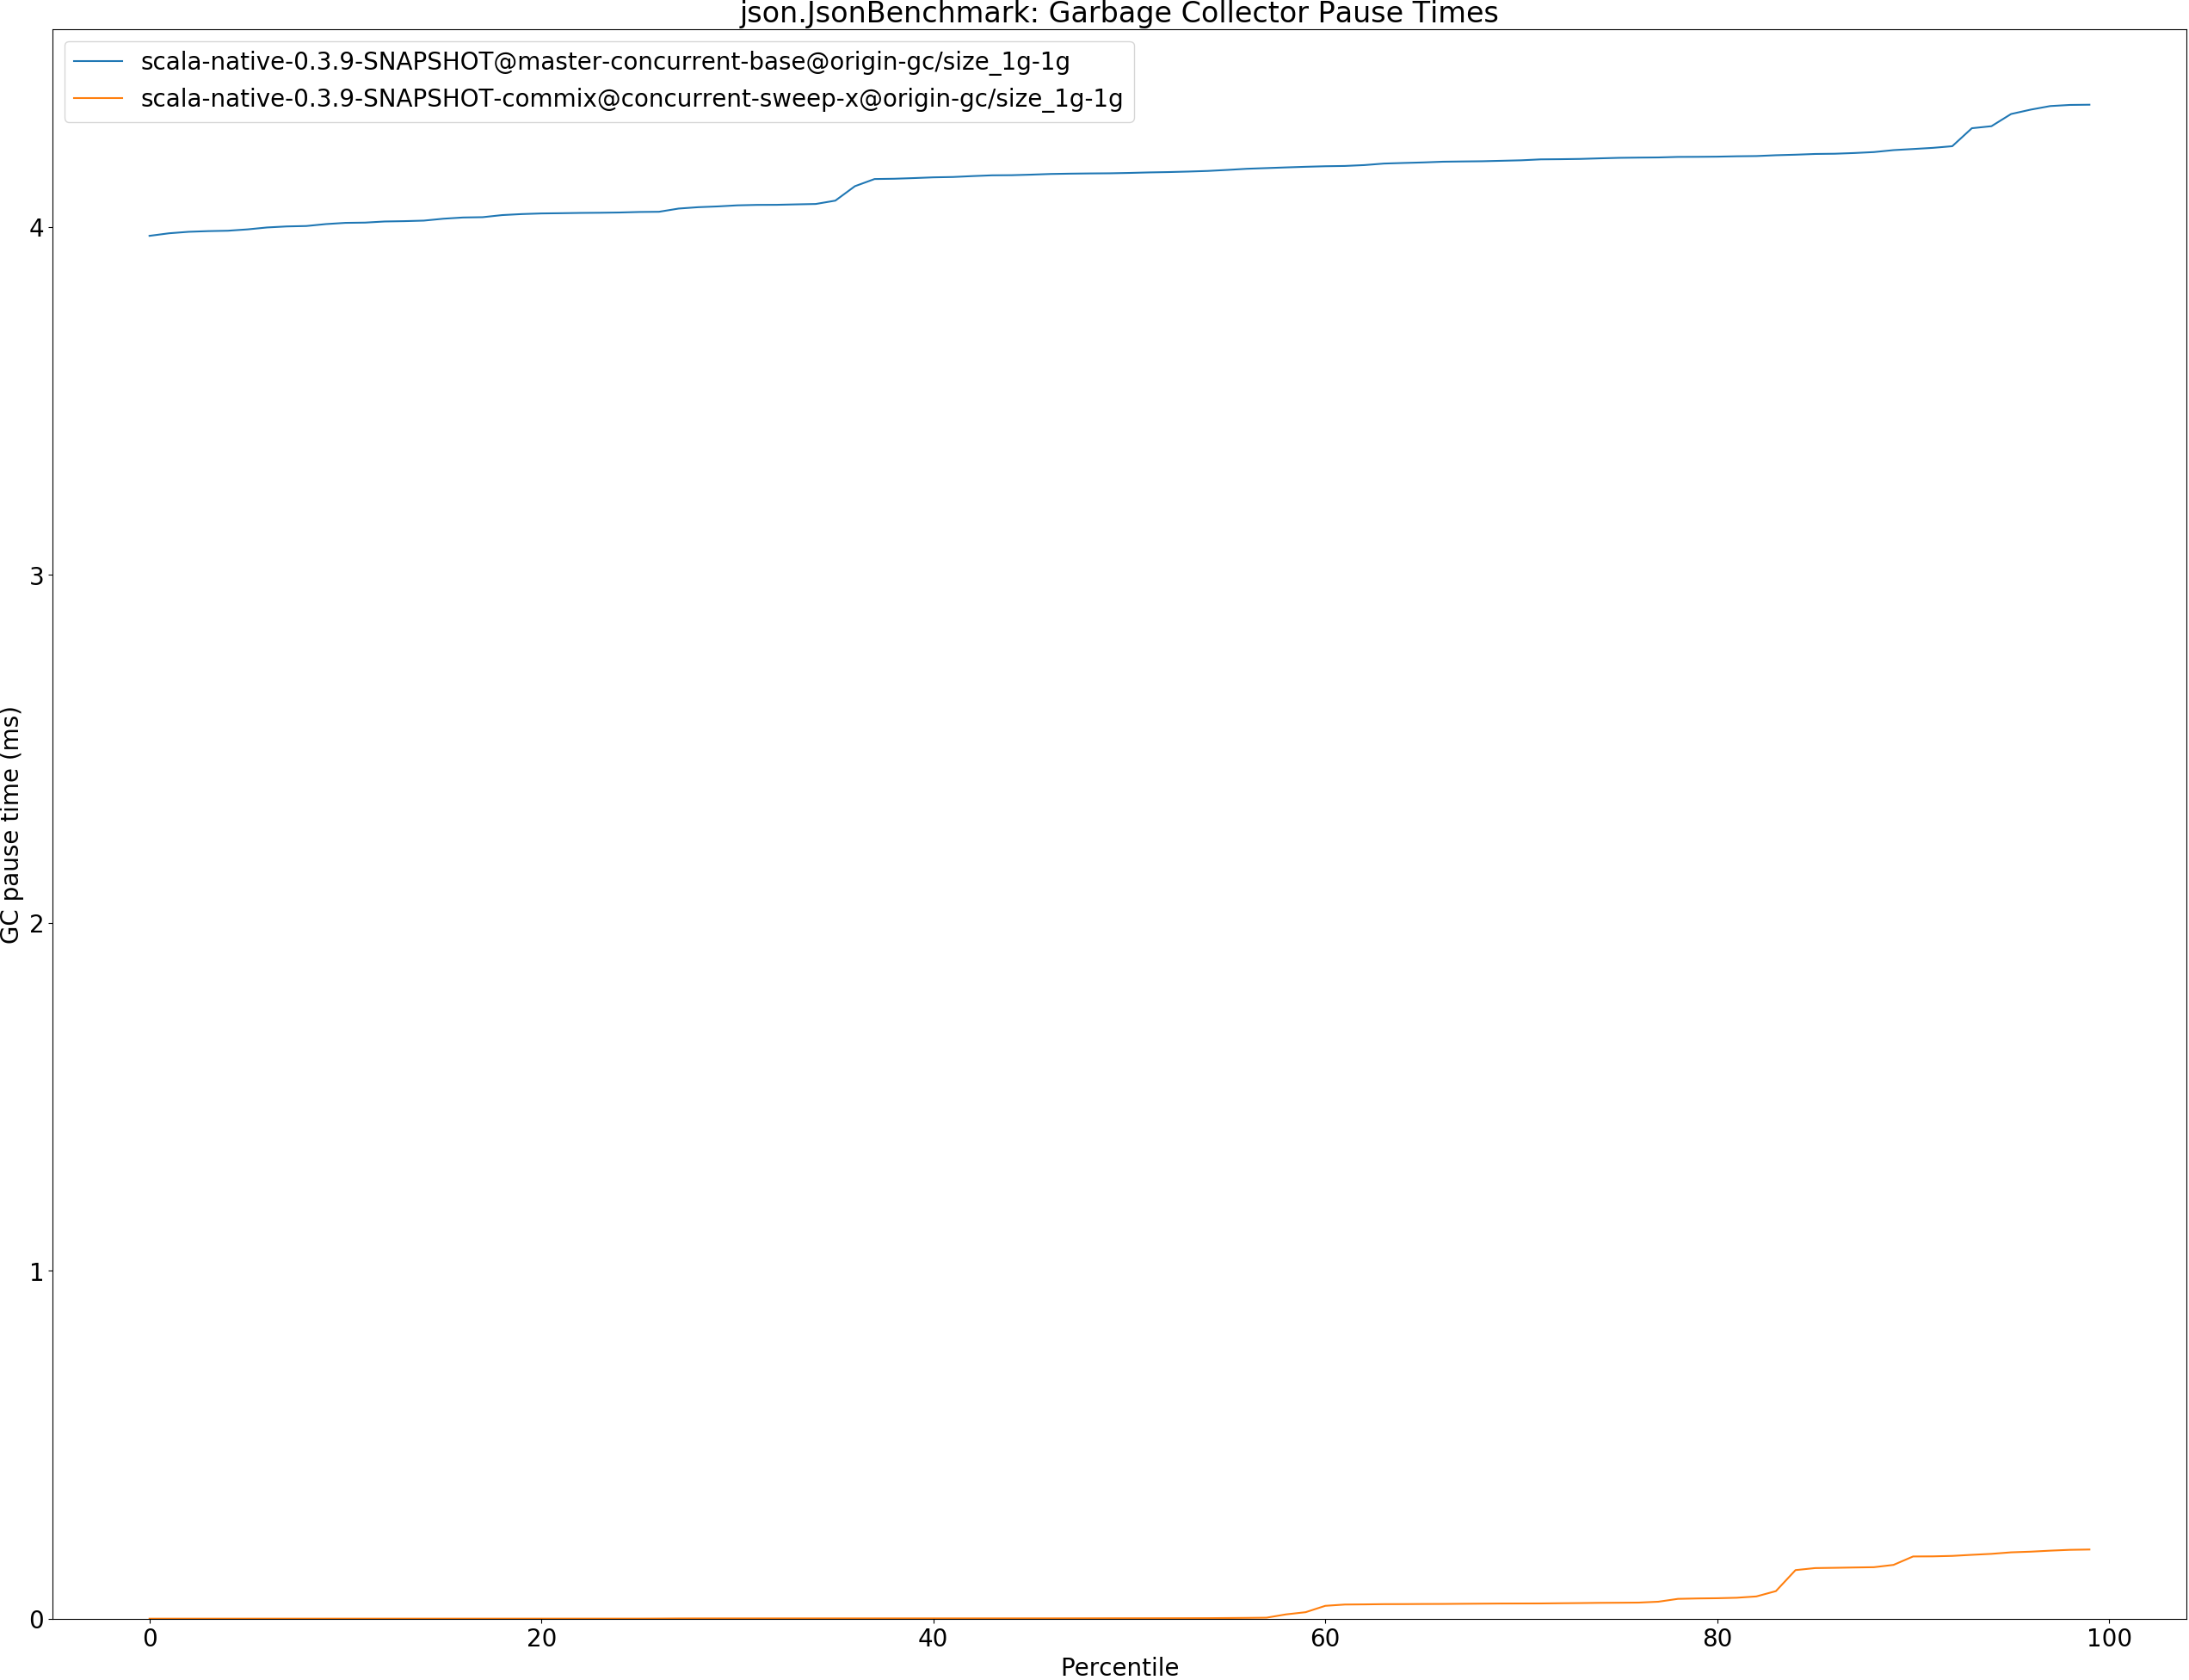 json.JsonBenchmark: Garbage Collector Pause Times
scala-native-0.3.9-SNAPSHOT@master-concurrent-base@origin-gc/size_1g-1g
scala-native-0.3.9-SNAPSHOT-commix@concurrent-sweep-x@origin-gc/size_1g-1g
GC pause time (ms)
4
3
2
1
0
0 20 40 60 80 100
Percentile